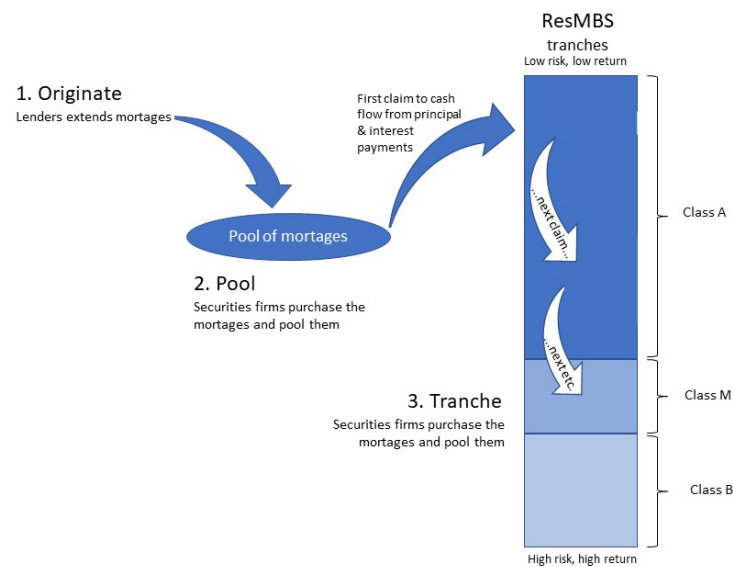 ResMBS
tranches
Low risk, low return
1. Originate
Lenders extends mortages
First claim to cash
flow from principal
& interest
payments
...next claim...
Class A
Pool of mortages
2. Pool
Securities firms purchase the
mortages and pool them
...next etc.
3. Tranche
Securities firms purchase the
mortages and pool them
Class M
Class B
High risk, high return